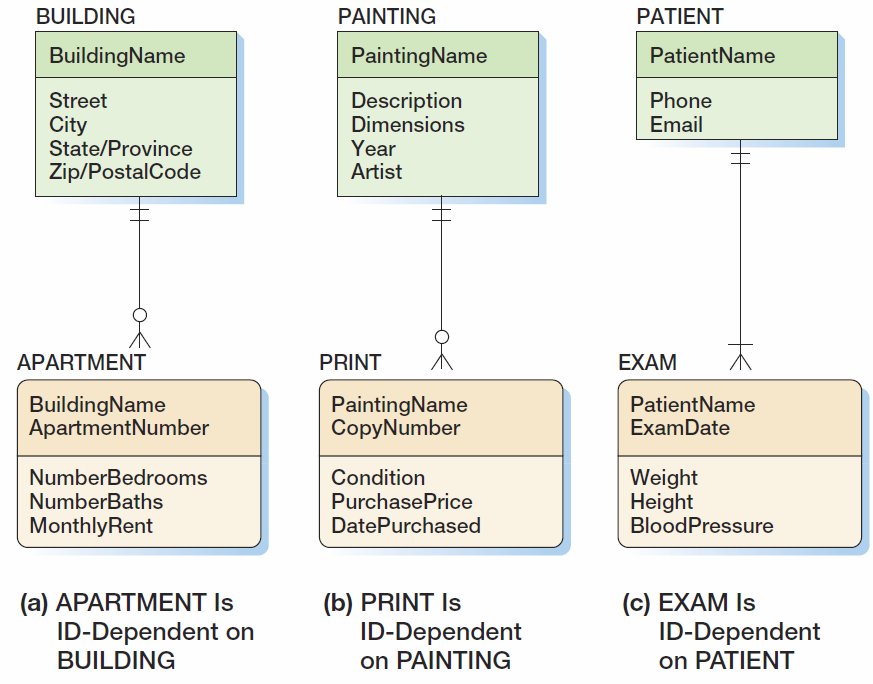 BUILDING
BuildingName
Street
City
State/Province
Zip/PostalCode
APARTMENT
BuildingName
ApartmentNumber
NumberBedrooms
NumberBaths
MonthlyRent
(a) APARTMENT Is
ID-Dependent on
BUILDING
PAINTING
PaintingName
Description
Dimensions
Year
Artist
PRINT
PaintingName
CopyNumber
Condition
PurchasePrice
DatePurchased
(b) PRINT Is
ID-Dependent
on PAINTING
PATIENT
PatientName
Phone
Email
EXAM
PatientName
ExamDate
Weight
Height
BloodPressure
(c) EXAM Is
ID-Dependent
on PATIENT